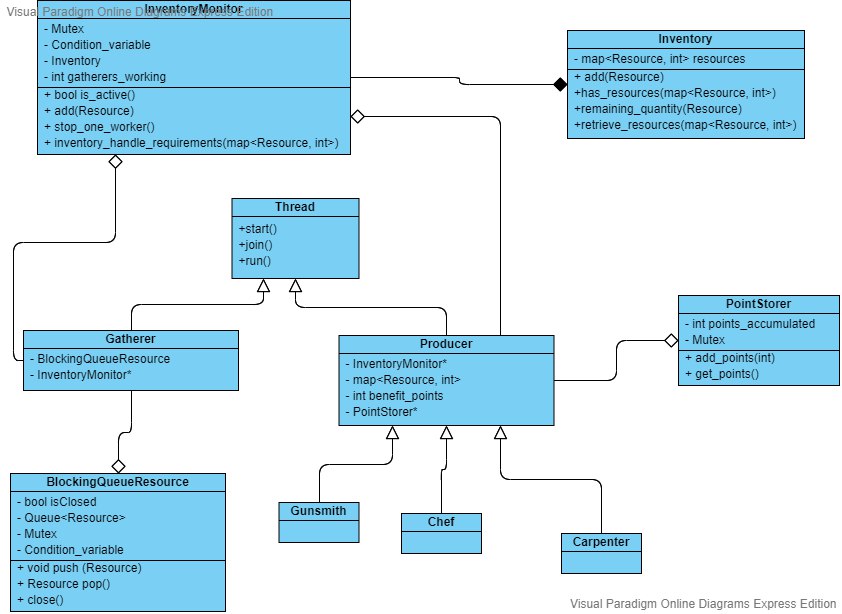 Visual Paradigm Online Diagrams Express Edition
InventoryMonitor
- Mutex
- Condition_variable
- Inventory
- int gatherers_working
+ bool is_active()
+ add(Resource)
+ stop_one_worker()
+ inventory_handle_requirements(map<Resource, int>)
Inventory
- map<Resource, int> resources
+ add(Resource)
+has_resources(map<Resource, int>)
+remaining_quantity(Resource)
+retrieve_resources(map<Resource, int>)
Thread
+start()
+join()
+run()
Gatherer
- BlockingQueueResource
- InventoryMonitor*
Producer
- InventoryMonitor*
- map<Resource, int>
- int benefit_points
- PointStorer*
PointStorer
- int points_accumulated
- Mutex
+ add_points(int)
+ get_points()
BlockingQueueResource
- bool isClosed
- Queue<Resource>
- Mutex
- Condition_variable
+ void push (Resource)
+ Resource pop()
+ close()
Gunsmith
Chef
Carpenter
Visual Paradigm Online Diagrams Express Edition